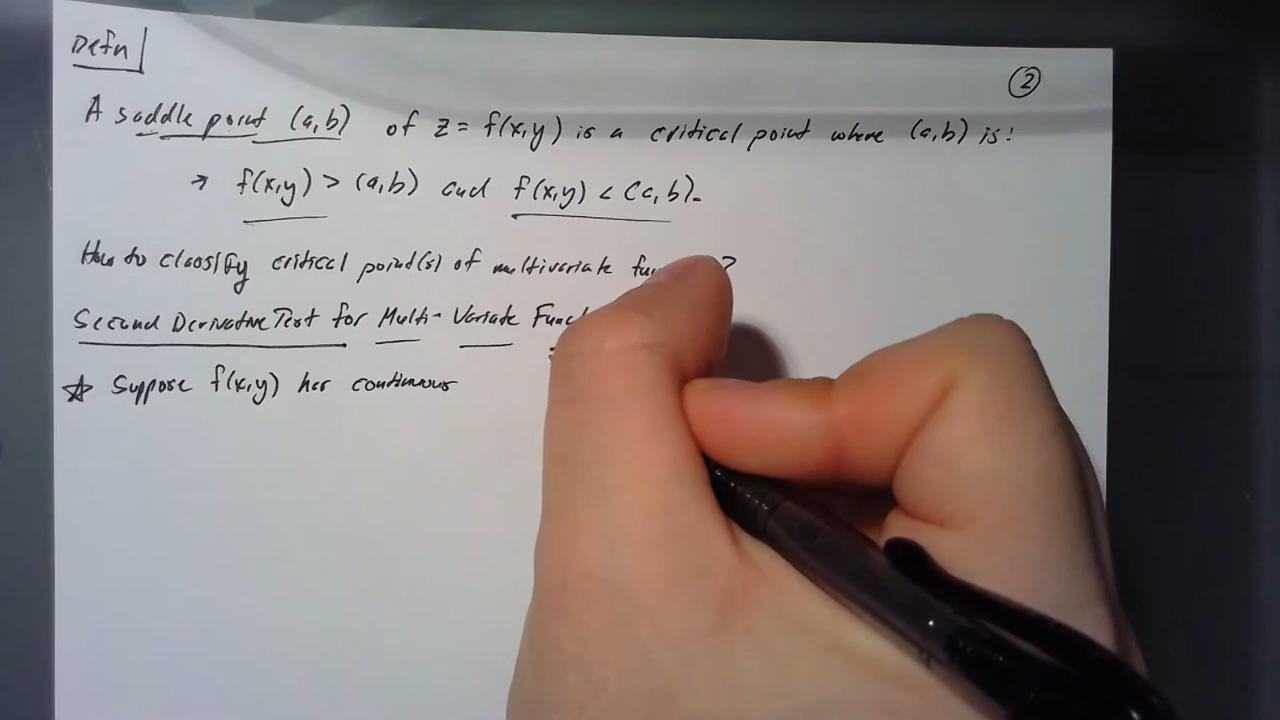 Defn
②
A saddle point (a,b) of z = f(x,y) is a critical point where (a,b) is:
→ f(x,y) > (a,b) and f(x,y) < (a,b).
How to classify critical point(s) of multivariate ?
Second Derivative Test for Multi-Variate
☆ Suppose f(x,y) has continuous